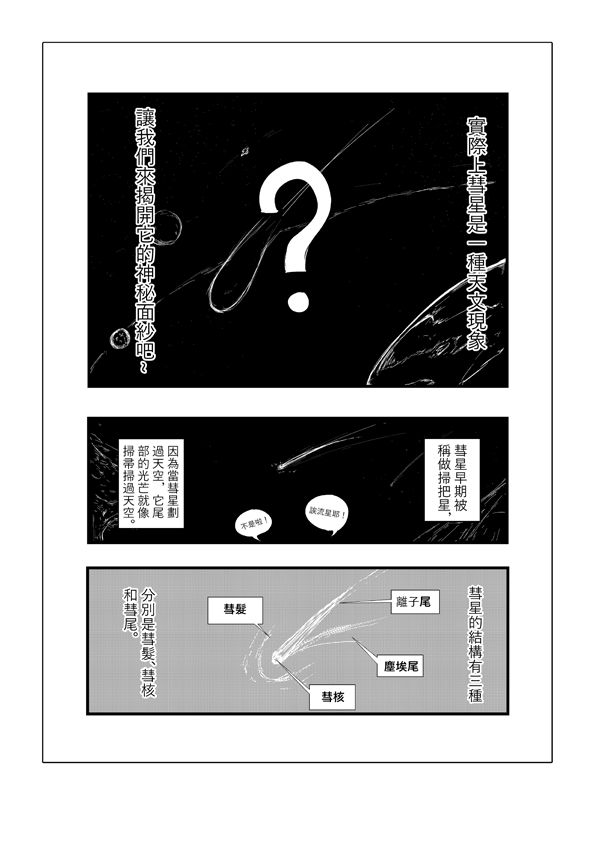 實際上彗星是一種天文現象
讓我們來揭開它的神秘面紗吧~
彗星早期被
稱做掃把星,
誒流星耶!
不是啦!
因為當彗星劃
過天空,它尾
部的光芒就像
掃帚掃過天空。
彗星的結構有三種
離子尾
彗髮
塵埃尾
彗核
分別是彗髮、彗核
和彗尾。